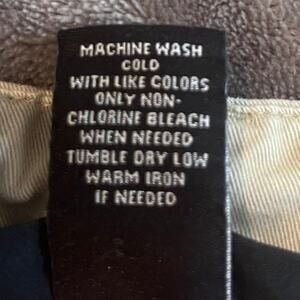 MACHINE WASH
COLD
WITH LIKE COLORS
ONLY NON-
CHLORINE BLEACH
WHEN NEEDED
TUMBLE DRY LOW
WARM IRON
IF NEEDED